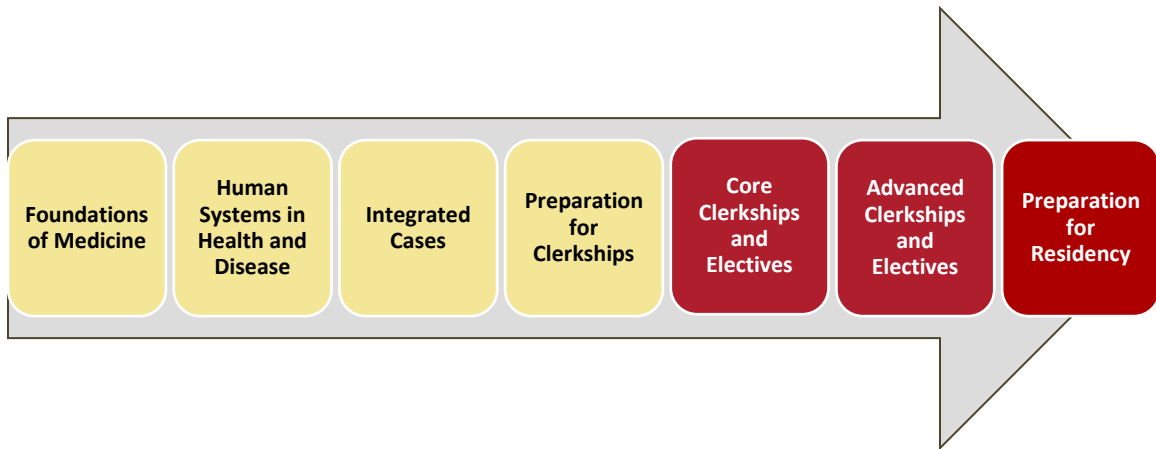 Foundations
of Medicine
Human
Systems in
Health and
Disease
Integrated
Cases
Preparation
for
Clerkships
Core
Clerkships
and
Electives
Advanced
Clerkships
and
Electives
Preparation
for
Residency